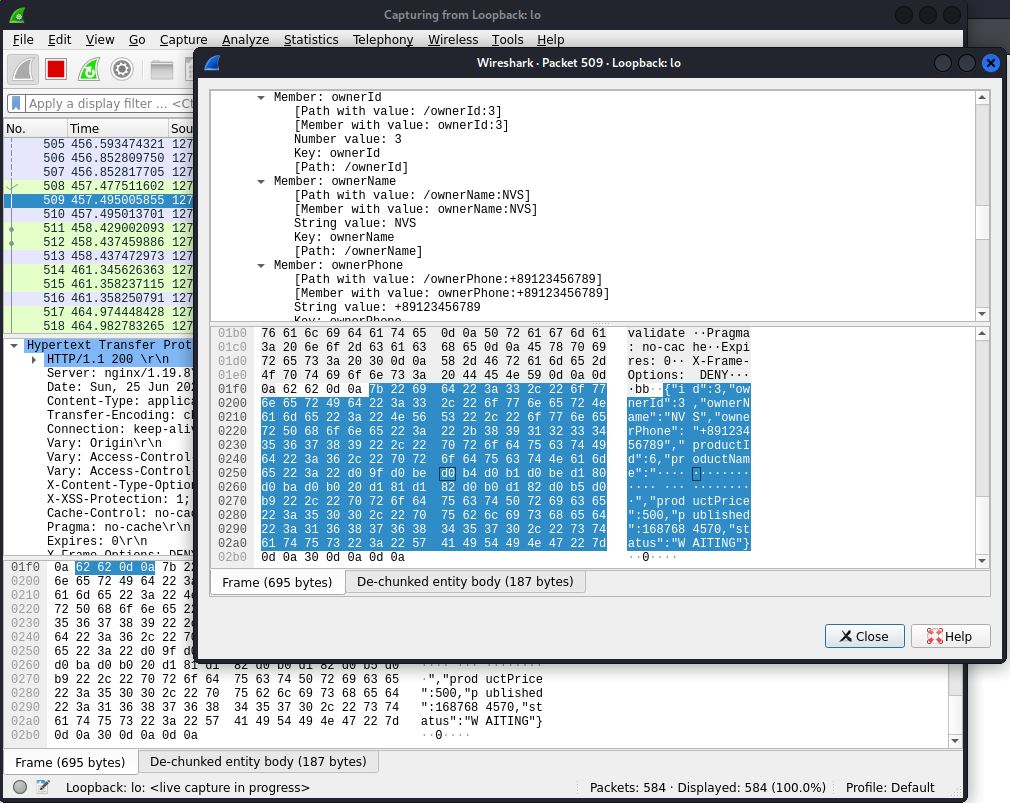 Capturing from Loopback: lo
File Edit View Go Capture Analyze Statistics Telephony Wireless Tools Help
Apply a display filter ... <Ct
No. Time Sou
505 456.593474321 127
506 456.852809750 127
507 456.852817705 127
508 457.477511602 127
509 457.495005855 127
510 457.495013701 127
511 458.429002093 127
512 458.437459886 127
513 458.437472973 127
514 461.345626363 127
515 461.358237115 127
516 461.358250791 127
517 464.974448428 127
518 464.982783265 127
Hypertext Transfer Prot
HTTP/1.1 200 \r\n
Server: nginx/1.19.8\
Date: Sun, 25 Jun 202
Content-Type: applica
Transfer-Encoding: ch
Connection: keep-aliv
Vary: Origin\r\n
Vary: Access-Control-
Vary: Access-Control-
X-Content-Type-Option
X-XSS-Protection: 1;
Cache-Control: no-cac
Pragma: no-cache\r\n
Expires: 0\r\n
X-Frame-Options: DENY
Wireshark · Packet 509 · Loopback: lo
Member: ownerId
[Path with value: /ownerId:3]
[Member with value: ownerId:3]
Number value: 3
Key: ownerId
[Path: /ownerId]
Member: ownerName
[Path with value: /ownerName:NVS]
[Member with value: ownerName:NVS]
String value: NVS
Key: ownerName
[Path: /ownerName]
Member: ownerPhone
[Path with value: /ownerPhone:+89123456789]
[Member with value: ownerPhone:+89123456789]
String value: +89123456789
Key: ownerPhone
01b0 76 61 6c 69 64 61 74 65 0d 0a 50 72 61 67 6d 61 validate ··Pragma
01c0 3a 20 6e 6f 2d 63 61 63 68 65 0d 0a 45 78 70 69 : no-cac he··Expi
01d0 72 65 73 3a 20 30 0d 0a 58 2d 46 72 61 6d 65 2d res: 0·· X-Frame-
01e0 4f 70 74 69 6f 6e 73 3a 20 44 45 4e 59 0d 0a 0d Options: DENY···
01f0 0a 62 62 0d 0a 7b 22 69 64 22 3a 33 2c 22 6f 77 ·bb··{"i d":3,"ow
0200 6e 65 72 49 64 22 3a 33 2c 22 6f 77 6e 65 72 4e nerId":3 ,"ownerN
0210 61 6d 65 22 3a 22 4e 56 53 22 2c 22 6f 77 6e 65 ame":"NV S","owne
0220 72 50 68 6f 6e 65 22 3a 22 2b 38 39 31 32 33 34 rPhone": "+891234
0230 35 36 37 38 39 22 2c 22 70 72 6f 64 75 63 74 49 56789"," productI
0240 64 22 3a 36 2c 22 70 72 6f 64 75 63 74 4e 61 6d d":6,"pr oductNam
0250 65 22 3a 22 d0 9f d0 be d0 b4 d0 b1 d0 be d1 80 e":"···· ········
0260 d0 ba d0 b0 20 d1 81 d1 82 d0 b0 d1 82 d0 b5 d0 ···· ··· ········
0270 b9 22 2c 22 70 72 6f 64 75 63 74 50 72 69 63 65 ·","prod uctPrice
0280 22 3a 35 30 30 2c 22 70 75 62 6c 69 73 68 65 64 ":500,"p ublished
0290 22 3a 31 36 38 37 36 38 34 35 37 30 2c 22 73 74 ":168768 4570,"st
02a0 61 74 75 73 22 3a 22 57 41 49 54 49 4e 47 22 7d atus":"W AITING"}
02b0 0d 0a 30 0d 0a 0d 0a ··0····
Frame (695 bytes) De-chunked entity body (187 bytes)
Close Help
01f0 0a 62 62 0d 0a 7b 22
0200 6e 65 72 49 64 22 3a
0210 61 6d 65 22 3a 22 4e
0220 72 50 68 6f 6e 65 22
0230 35 36 37 38 39 22 2c
0240 64 22 3a 36 2c 22 70
0250 65 22 3a 22 d0 9f d0
0260 d0 ba d0 b0 20 d1 81 d1 82 d0 b0 d1 82 d0 b5 d0 ···· ··· ········
0270 b9 22 2c 22 70 72 6f 64 75 63 74 50 72 69 63 65 ·","prod uctPrice
0280 22 3a 35 30 30 2c 22 70 75 62 6c 69 73 68 65 64 ":500,"p ublished
0290 22 3a 31 36 38 37 36 38 34 35 37 30 2c 22 73 74 ":168768 4570,"st
02a0 61 74 75 73 22 3a 22 57 41 49 54 49 4e 47 22 7d atus":"W AITING"}
02b0 0d 0a 30 0d 0a 0d 0a ··0····
Frame (695 bytes) De-chunked entity body (187 bytes)
Loopback: lo: <live capture in progress> Packets: 584 · Displayed: 584 (100.0%) Profile: Default